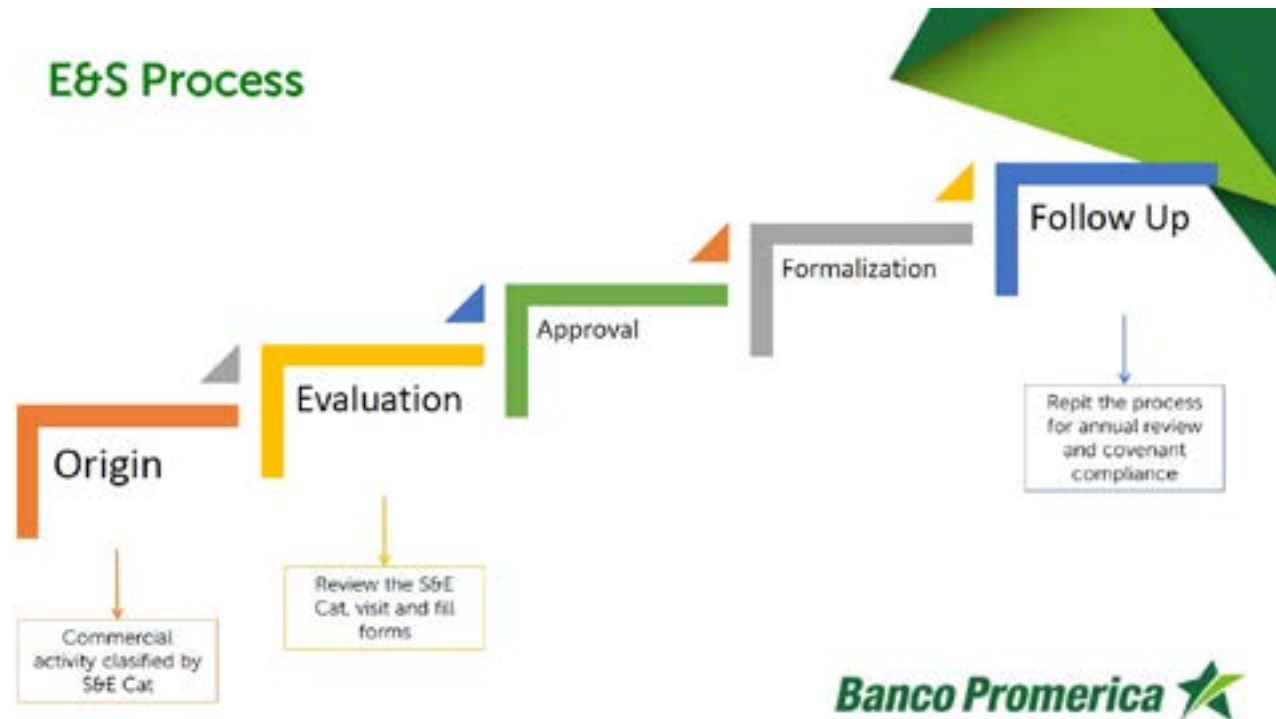 E&S Process
Origin
Commercial
activity clasified by
S&E Cat
Evaluation
Review the S&E
Cat, visit and fill
forms
Approval
Formalization
Follow Up
Repit the process
for annual review
and covenant
compliance
Banco Promerica